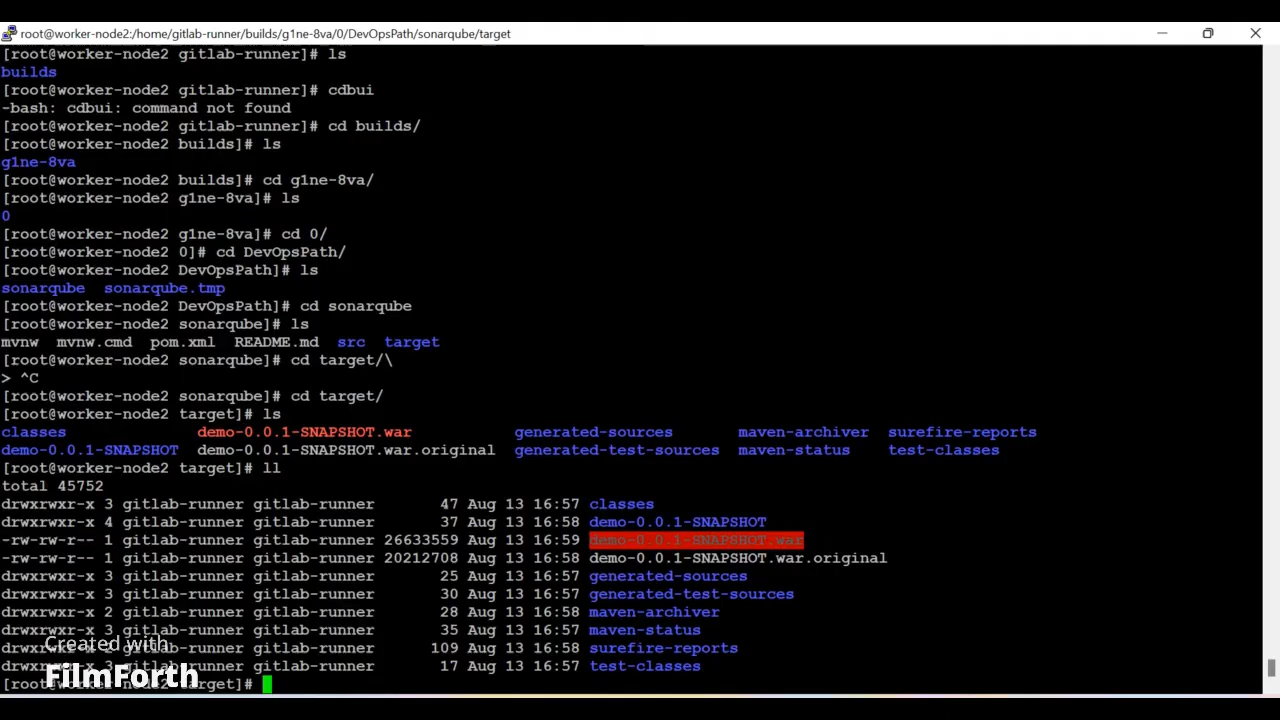 root@worker-node2:/home/gitlab-runner/builds/g1ne-8va/0/DevOpsPath/sonarqube/target
[root@worker-node2 gitlab-runner]# ls
builds
[root@worker-node2 gitlab-runner]# cdbui
-bash: cdbui: command not found
[root@worker-node2 gitlab-runner]# cd builds/
[root@worker-node2 builds]# ls
g1ne-8va
[root@worker-node2 builds]# cd g1ne-8va/
[root@worker-node2 g1ne-8va]# ls
0
[root@worker-node2 g1ne-8va]# cd 0/
[root@worker-node2 0]# cd DevOpsPath/
[root@worker-node2 DevOpsPath]# ls
sonarqube  sonarqube.tmp
[root@worker-node2 DevOpsPath]# cd sonarqube
[root@worker-node2 sonarqube]# ls
mvnw  mvnw.cmd  pom.xml  README.md  src  target
[root@worker-node2 sonarqube]# cd target/\
> ^C
[root@worker-node2 sonarqube]# cd target/
[root@worker-node2 target]# ls
classes              demo-0.0.1-SNAPSHOT.war           generated-sources       maven-archiver  surefire-reports
demo-0.0.1-SNAPSHOT  demo-0.0.1-SNAPSHOT.war.original  generated-test-sources  maven-status    test-classes
[root@worker-node2 target]# ll
total 45752
drwxrwxr-x 3 gitlab-runner gitlab-runner       47 Aug 13 16:57 classes
drwxrwxr-x 4 gitlab-runner gitlab-runner       37 Aug 13 16:58 demo-0.0.1-SNAPSHOT
-rw-rw-r-- 1 gitlab-runner gitlab-runner 26633559 Aug 13 16:59 demo-0.0.1-SNAPSHOT.war
-rw-rw-r-- 1 gitlab-runner gitlab-runner 20212708 Aug 13 16:58 demo-0.0.1-SNAPSHOT.war.original
drwxrwxr-x 3 gitlab-runner gitlab-runner       25 Aug 13 16:57 generated-sources
drwxrwxr-x 3 gitlab-runner gitlab-runner       30 Aug 13 16:57 generated-test-sources
drwxrwxr-x 2 gitlab-runner gitlab-runner       28 Aug 13 16:58 maven-archiver
drwxrwxr-x 3 gitlab-runner gitlab-runner       35 Aug 13 16:57 maven-status
drwxrwxr-x 2 gitlab-runner gitlab-runner      109 Aug 13 16:58 surefire-reports
drwxrwxr-x 3 gitlab-runner gitlab-runner       17 Aug 13 16:57 test-classes
[root@worker-node2 target]#
Created with
FilmForth